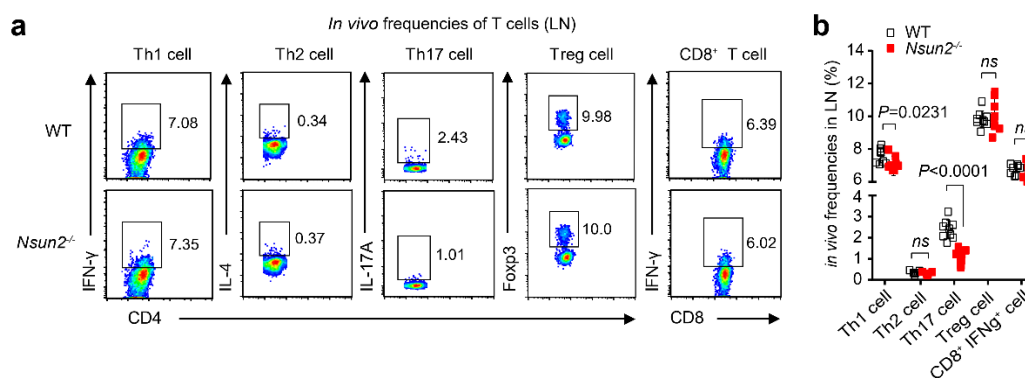 a
In vivo frequencies of T cells (LN)
Th1 cell
Th2 cell
Th17 cell
Treg cell
CD8⁺ T cell
WT
7.08
0.34
2.43
9.98
6.39
Nsun2⁻/⁻
7.35
0.37
1.01
10.0
6.02
IFN-γ
IL-4
IL-17A
Foxp3
IFN-γ
CD4
CD8
b
WT
Nsun2⁻/⁻
in vivo frequencies in LN (%)
14
12
10
8
6
4
2
1
0
P=0.0231
ns
P<0.0001
ns
Th1 cell
Th2 cell
Th17 cell
Treg cell
CD8⁺ IFNg⁺ cell